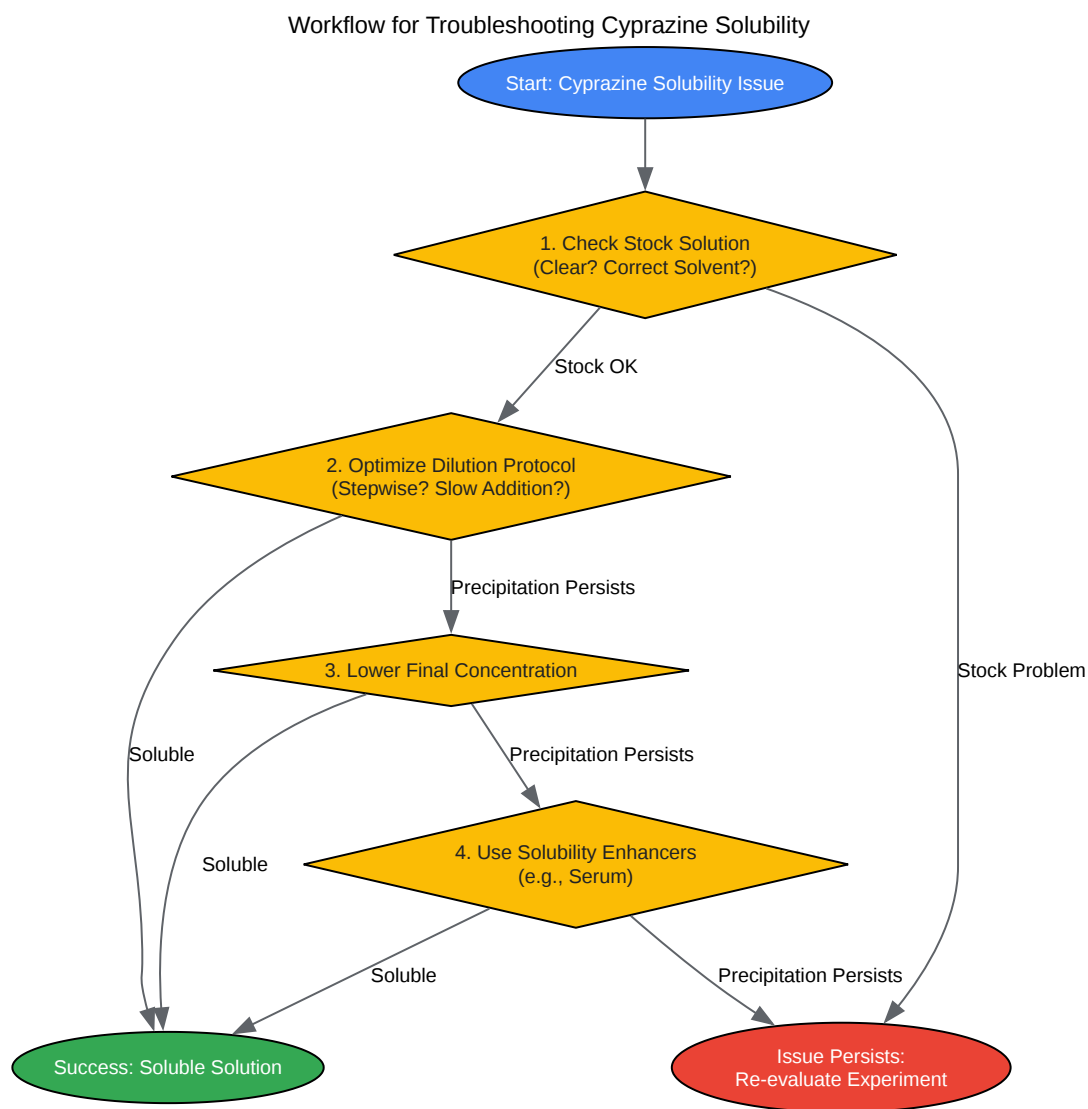 Workflow for Troubleshooting Cyprazine Solubility
Start: Cyprazine Solubility Issue
1. Check Stock Solution
(Clear? Correct Solvent?)
Stock OK
2. Optimize Dilution Protocol
(Stepwise? Slow Addition?)
Precipitation Persists
3. Lower Final Concentration
Stock Problem
Soluble
Precipitation Persists
Soluble
4. Use Solubility Enhancers
(e.g., Serum)
Soluble
Precipitation Persists
Success: Soluble Solution
Issue Persists:
Re-evaluate Experiment